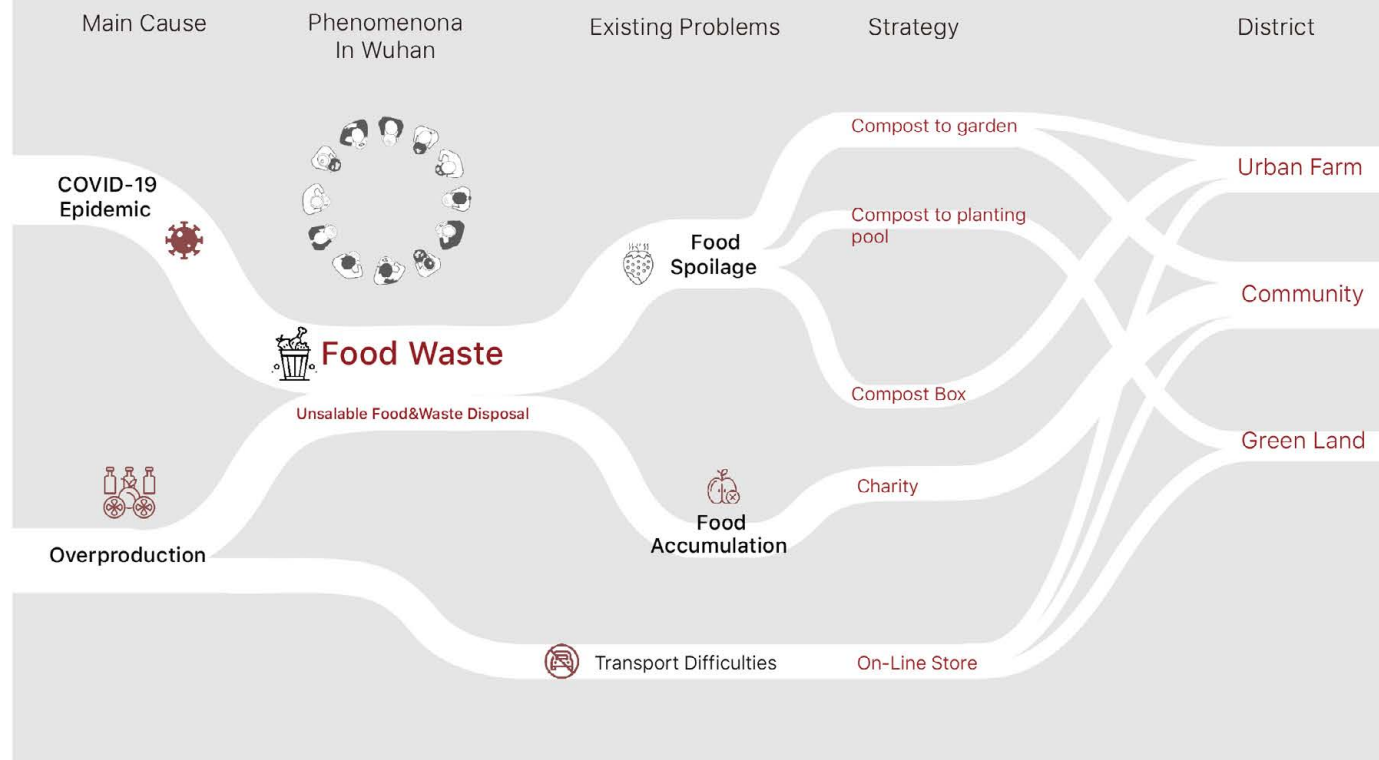 Main Cause
Phenomenona
In Wuhan
Existing Problems
Strategy
District
COVID-19
Epidemic
Food Waste
Unsalable Food&Waste Disposal
Overproduction
Food
Spoilage
Food
Accumulation
Transport Difficulties
Compost to garden
Compost to planting
pool
Compost Box
Charity
On-Line Store
Urban Farm
Community
Green Land